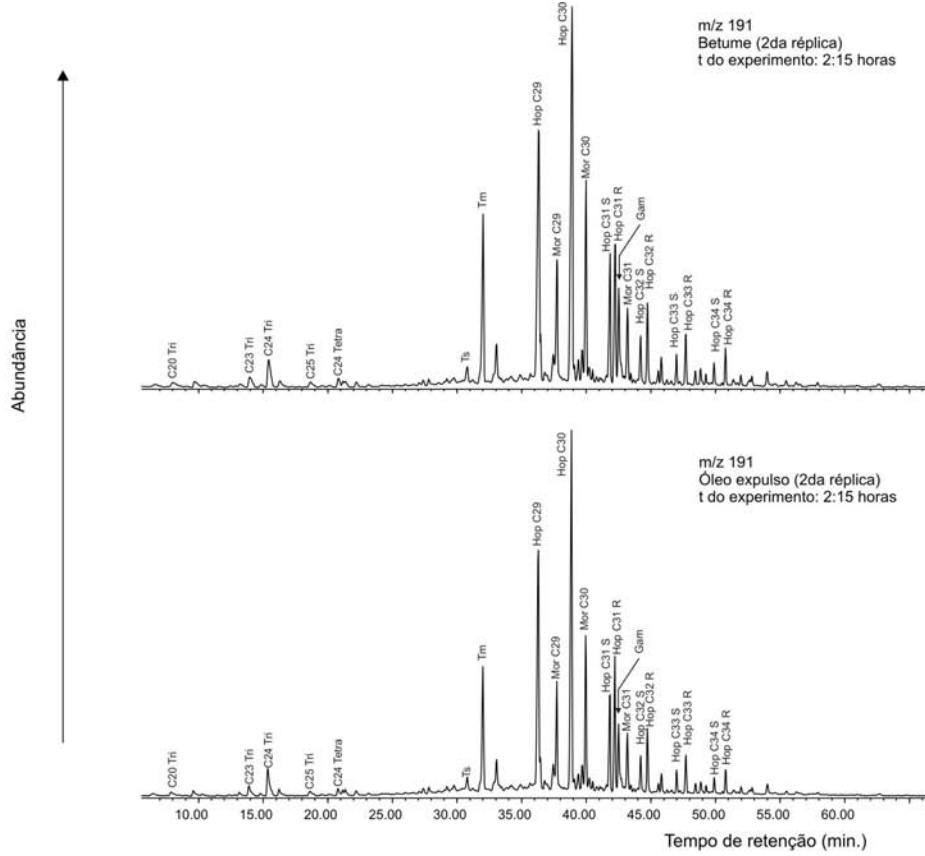 m/z 191
Betume (2da réplica)
t do experimento: 2:15 horas
Abundância
C20 Tri
C23 Tri
C24 Tri
C25 Tri
C24 Tetra
Ts
Tm
Hop C29
Mor C29
Hop C30
Mor C30
Hop C31 S
Hop C31 R
Gam
Mor C31
Hop C32 S
Hop C32 R
Hop C33 S
Hop C33 R
Hop C34 S
Hop C34 R
m/z 191
Óleo expulso (2da réplica)
t do experimento: 2:15 horas
C20 Tri
C23 Tri
C24 Tri
C25 Tri
C24 Tetra
Ts
Tm
Hop C29
Mor C29
Hop C30
Mor C30
Hop C31 S
Hop C31 R
Gam
Mor C31
Hop C32 S
Hop C32 R
Hop C33 S
Hop C33 R
Hop C34 S
Hop C34 R
10.00 15.00 20.00 25.00 30.00 35.00 40.00 45.00 50.00 55.00 60.00
Tempo de retenção (min.)